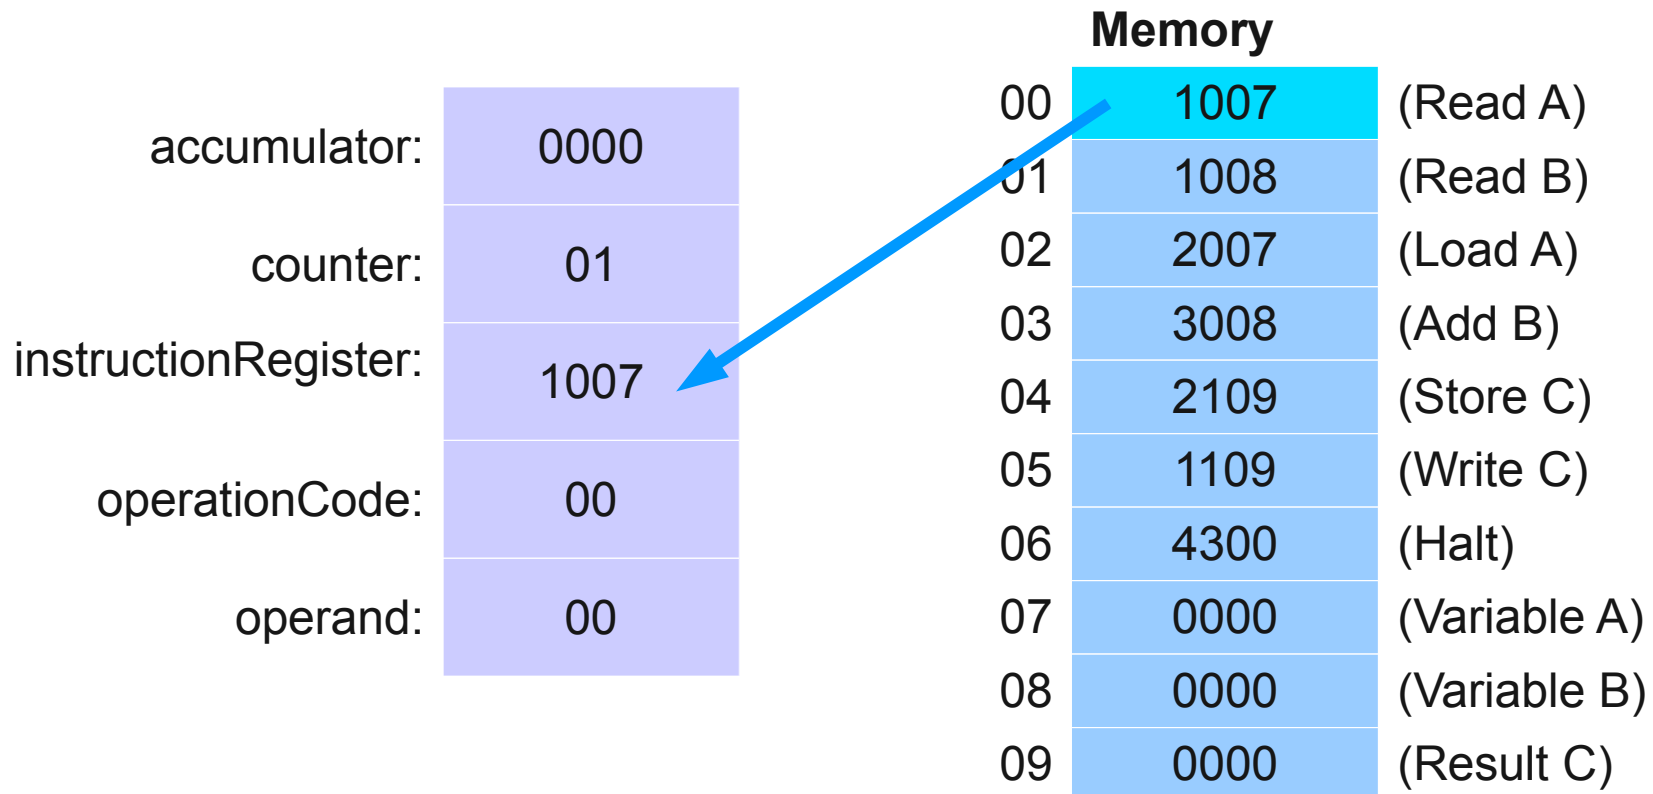 Memory
accumulator: 0000
counter: 01
instructionRegister: 1007
operationCode: 00
operand: 00
00 1007 (Read A)
01 1008 (Read B)
02 2007 (Load A)
03 3008 (Add B)
04 2109 (Store C)
05 1109 (Write C)
06 4300 (Halt)
07 0000 (Variable A)
08 0000 (Variable B)
09 0000 (Result C)